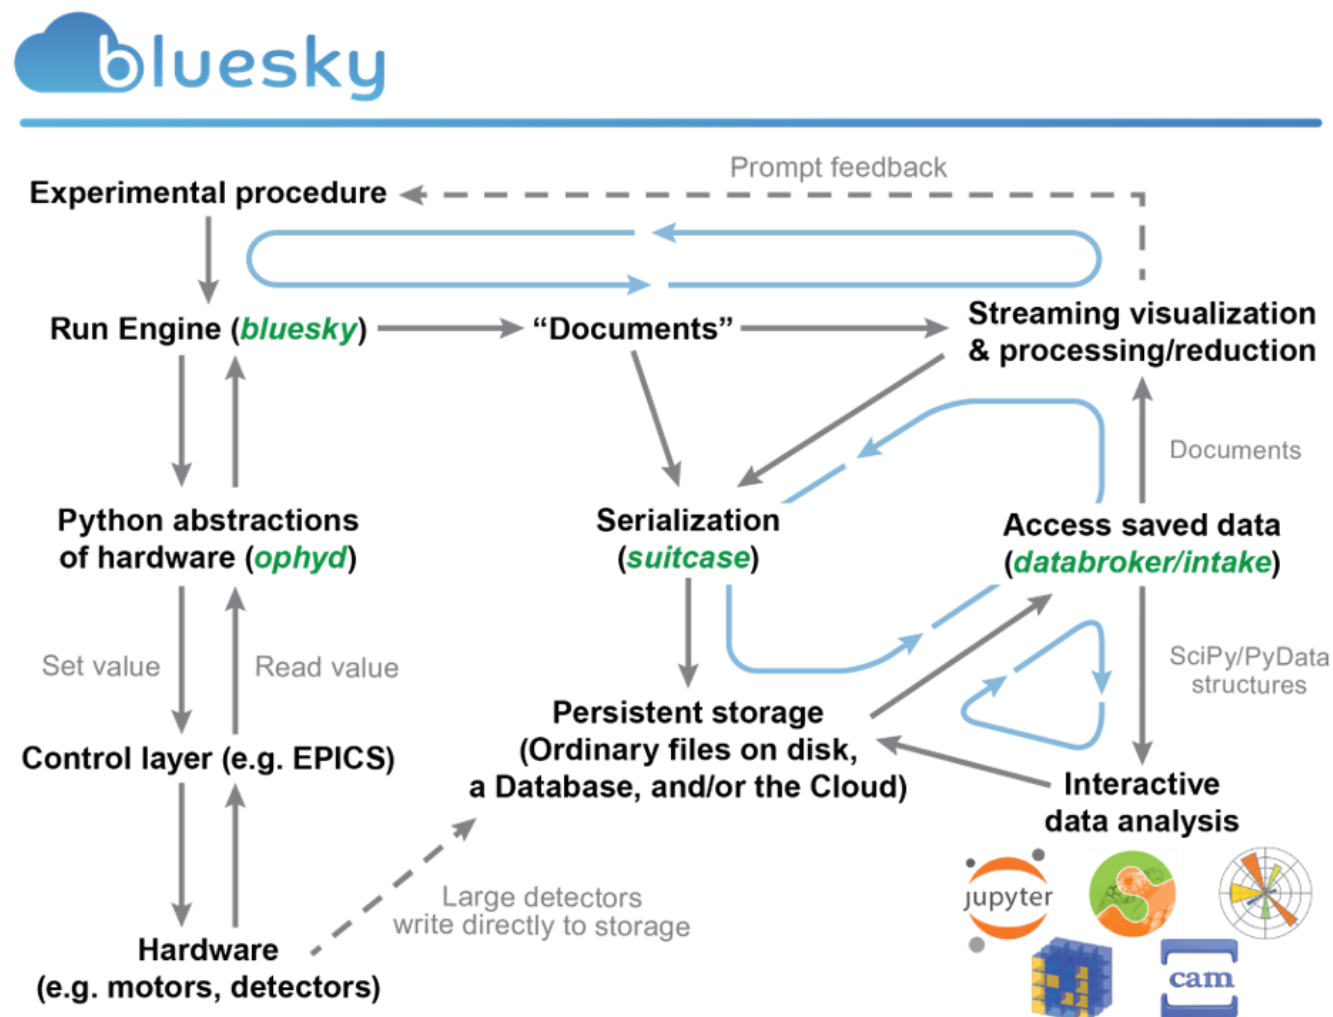 bluesky
Prompt feedback
Experimental procedure
Run Engine (bluesky)
“Documents”
Streaming visualization
& processing/reduction
Documents
Python abstractions
of hardware (ophyd)
Serialization
(suitcase)
Access saved data
(databroker/intake)
Set value
Read value
SciPy/PyData
structures
Control layer (e.g. EPICS)
Persistent storage
(Ordinary files on disk,
a Database, and/or the Cloud)
Interactive
data analysis
Large detectors
write directly to storage
Hardware
(e.g. motors, detectors)
jupyter
cam